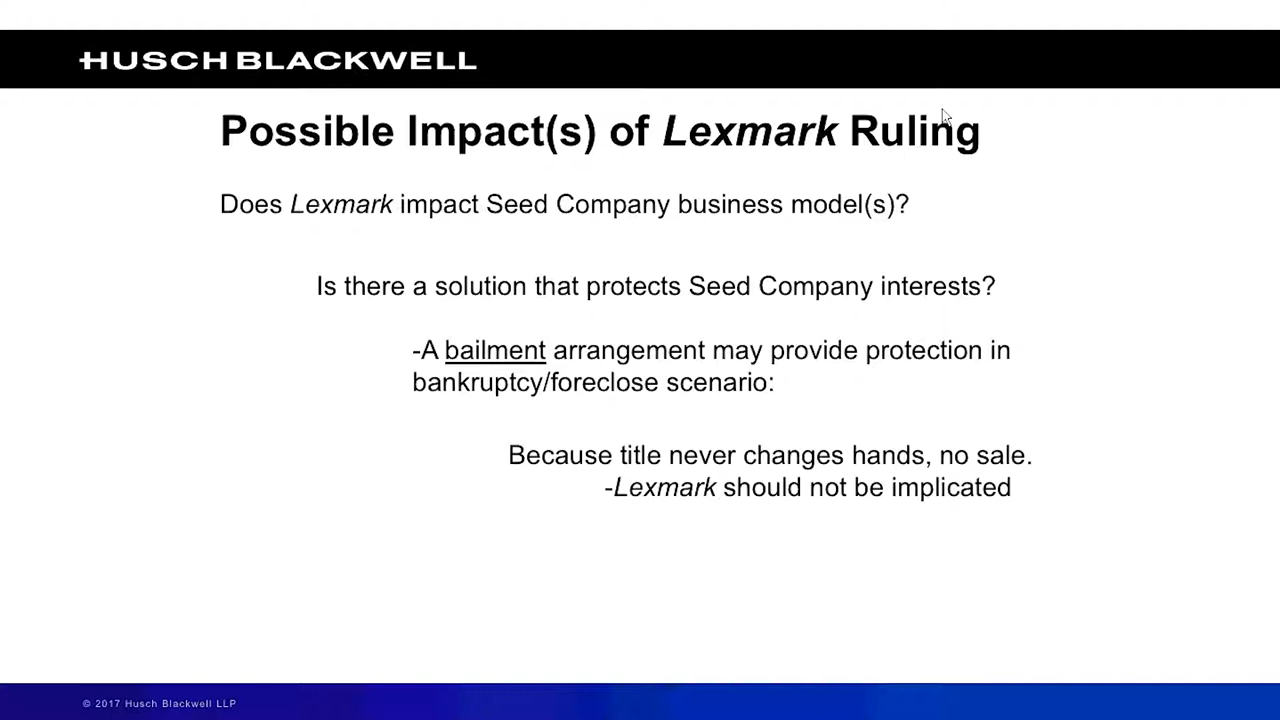 HUSCH BLACKWELL
Possible Impact(s) of Lexmark Ruling
Does Lexmark impact Seed Company business model(s)?
Is there a solution that protects Seed Company interests?
-A bailment arrangement may provide protection in
bankruptcy/foreclose scenario:
Because title never changes hands, no sale.
-Lexmark should not be implicated
© 2017 Husch Blackwell LLP